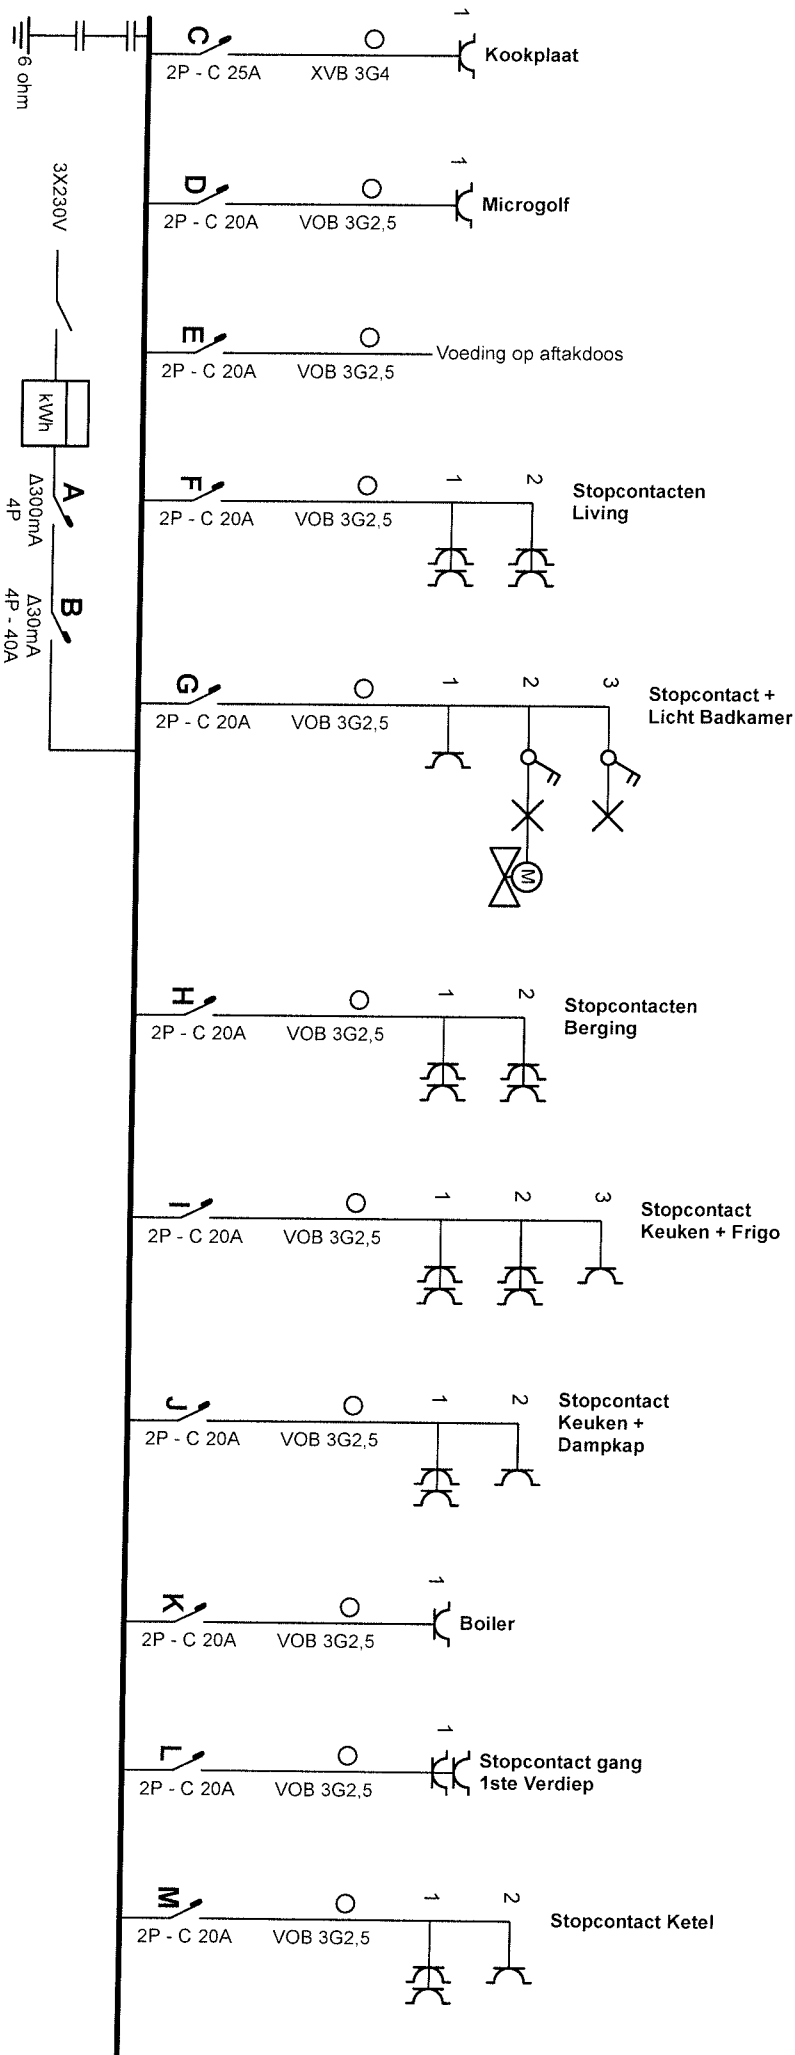 6 ohm
3X230V
kWh
A
Δ300mA
4P
B
Δ30mA
4P - 40A
C
2P - C 25A
XVB 3G4
1
Kookplaat
D
2P - C 20A
VOB 3G2,5
1
Microgolf
E
2P - C 20A
VOB 3G2,5
Voeding op aftakdoos
F
2P - C 20A
VOB 3G2,5
1
2
Stopcontacten
Living
G
2P - C 20A
VOB 3G2,5
1
2
3
M
Stopcontact +
Licht Badkamer
H
2P - C 20A
VOB 3G2,5
1
2
Stopcontacten
Berging
I
2P - C 20A
VOB 3G2,5
1
2
3
Stopcontact
Keuken + Frigo
J
2P - C 20A
VOB 3G2,5
1
2
Stopcontact
Keuken +
Dampkap
K
2P - C 20A
VOB 3G2,5
1
Boiler
L
2P - C 20A
VOB 3G2,5
1
Stopcontact gang
1ste Verdiep
M
2P - C 20A
VOB 3G2,5
1
2
Stopcontact Ketel